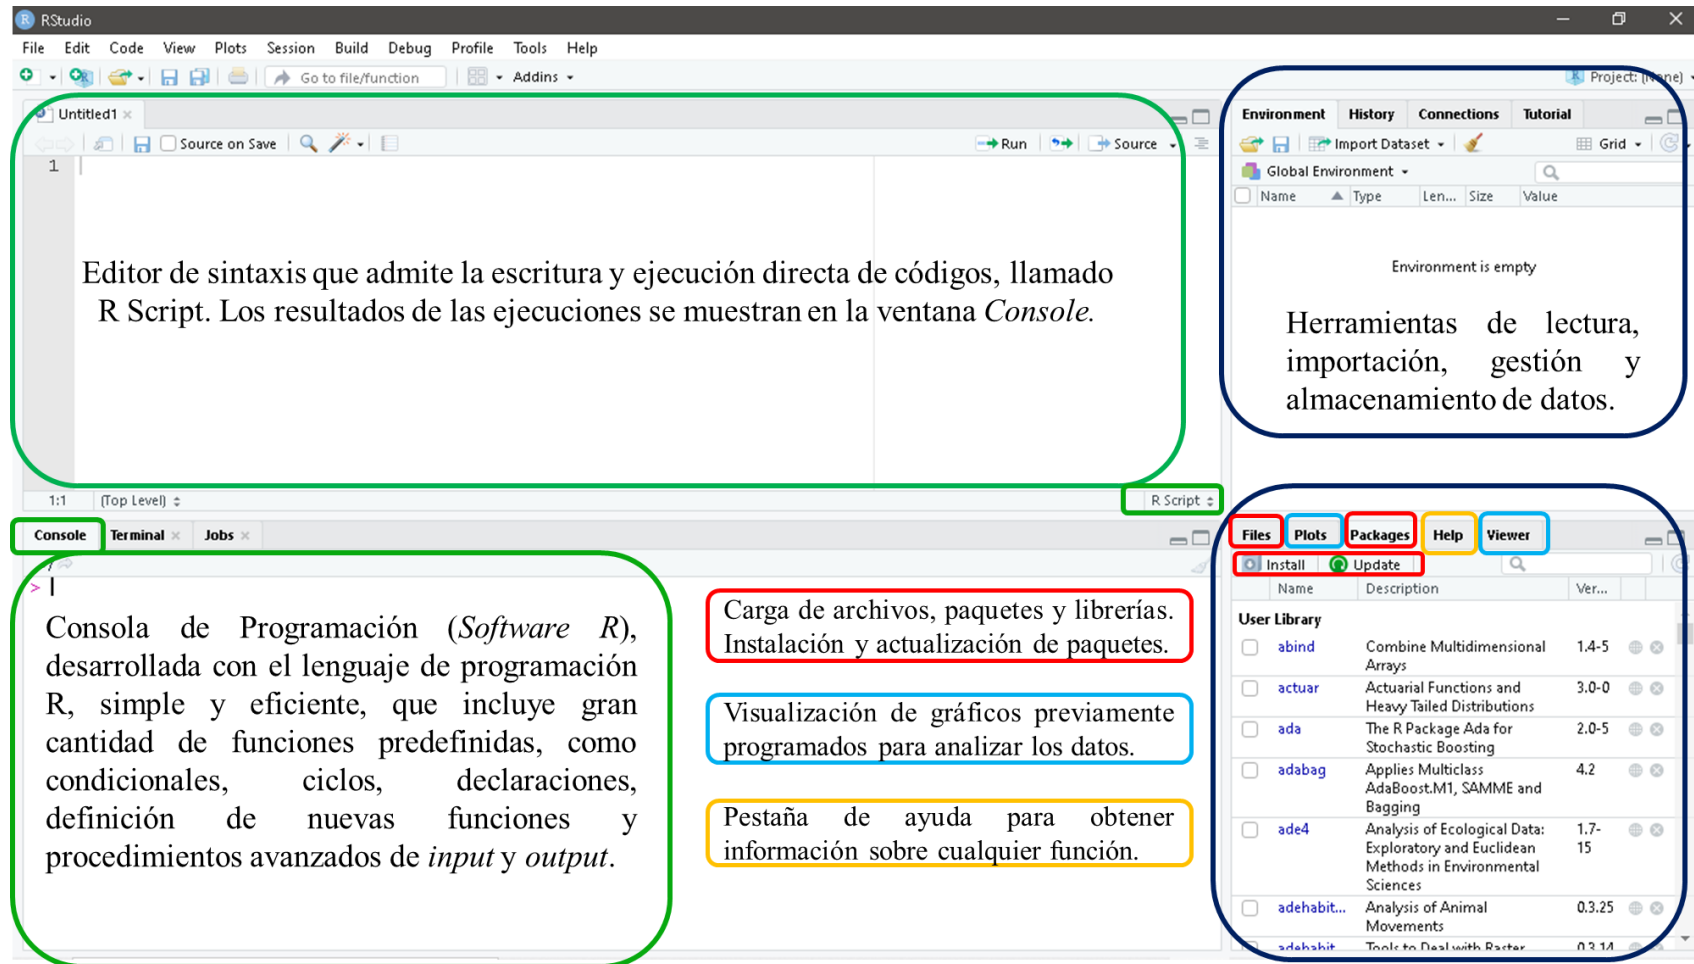 RStudio
File Edit Code View Plots Session Build Debug Profile Tools Help
Go to file/function Addins
Project: (None)
Untitled1
Source on Save Run Source
1
Editor de sintaxis que admite la escritura y ejecución directa de códigos, llamado
R Script. Los resultados de las ejecuciones se muestran en la ventana Console.
1:1 (Top Level) R Script
Environment History Connections Tutorial
Import Dataset Grid
Global Environment
Name Type Len... Size Value
Environment is empty
Herramientas de lectura,
importación, gestión y
almacenamiento de datos.
Console Terminal Jobs
>
Consola de Programación (Software R),
desarrollada con el lenguaje de programación
R, simple y eficiente, que incluye gran
cantidad de funciones predefinidas, como
condicionales, ciclos, declaraciones,
definición de nuevas funciones y
procedimientos avanzados de input y output.
Carga de archivos, paquetes y librerías.
Instalación y actualización de paquetes.
Visualización de gráficos previamente
programados para analizar los datos.
Pestaña de ayuda para obtener
información sobre cualquier función.
Files Plots Packages Help Viewer
Install Update
Name Description Ver...
User Library
abind Combine Multidimensional 1.4-5
Arrays
actuar Actuarial Functions and 3.0-0
Heavy Tailed Distributions
ada The R Package Ada for 2.0-5
Stochastic Boosting
adabag Applies Multiclass 4.2
AdaBoost.M1, SAMME and
Bagging
ade4 Analysis of Ecological Data: 1.7-
Exploratory and Euclidean 15
Methods in Environmental
Sciences
adehabit... Analysis of Animal 0.3.25
Movements
adehabit Tools to Deal with Raster 0.3.14